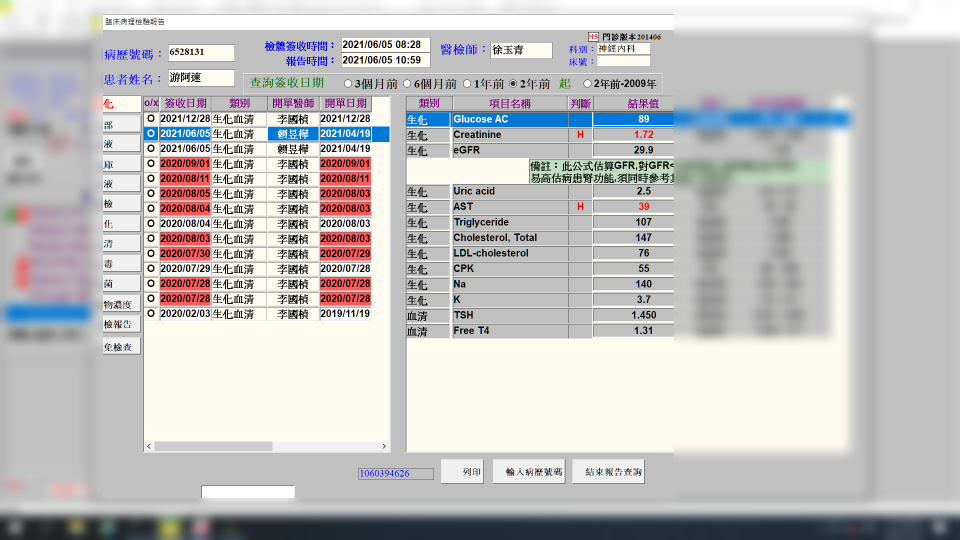 臨床病理檢驗報告
病歷號碼： 6528131
檢體簽收時間： 2021/06/05 08:28
報告時間： 2021/06/05 10:59
醫檢師： 徐玉青
HS 門診版本201406
科別： 神經內科
床號：
患者姓名： 游阿速
查詢簽收日期 3個月前 6個月前 1年前 2年前 起 2年前-2009年
化
部
液
庫
液
檢
化
清
毒
菌
物濃度
檢報告
免檢查
o/x 簽收日期 類別 開單醫師 開單日期
O 2021/12/28 生化血清 李國楨 2021/12/28
O 2021/06/05 生化血清 賴昱樺 2021/04/19
O 2021/06/05 生化血清 賴昱樺 2021/04/19
O 2020/09/01 生化血清 李國楨 2020/09/01
O 2020/08/11 生化血清 李國楨 2020/08/11
O 2020/08/05 生化血清 李國楨 2020/08/03
O 2020/08/04 生化血清 李國楨 2020/08/03
O 2020/08/04 生化血清 李國楨 2020/08/03
O 2020/08/03 生化血清 李國楨 2020/08/03
O 2020/07/30 生化血清 李國楨 2020/07/29
O 2020/07/29 生化血清 李國楨 2020/07/28
O 2020/07/28 生化血清 李國楨 2020/07/28
O 2020/07/28 生化血清 李國楨 2020/07/28
O 2020/02/03 生化血清 李國楨 2019/11/19
類別 項目名稱 判斷 結果值
生化 Glucose AC 89
生化 Creatinine H 1.72
生化 eGFR 29.9
備註：此公式估算GFR,對GFR<
易高估病患腎功能,須同時參考
生化 Uric acid 2.5
生化 AST H 39
生化 Triglyceride 107
生化 Cholesterol, Total 147
生化 LDL-cholesterol 76
生化 CPK 55
生化 Na 140
生化 K 3.7
血清 TSH 1.450
血清 Free T4 1.31
1060394626
列印
輸入病歷號碼
結束報告查詢